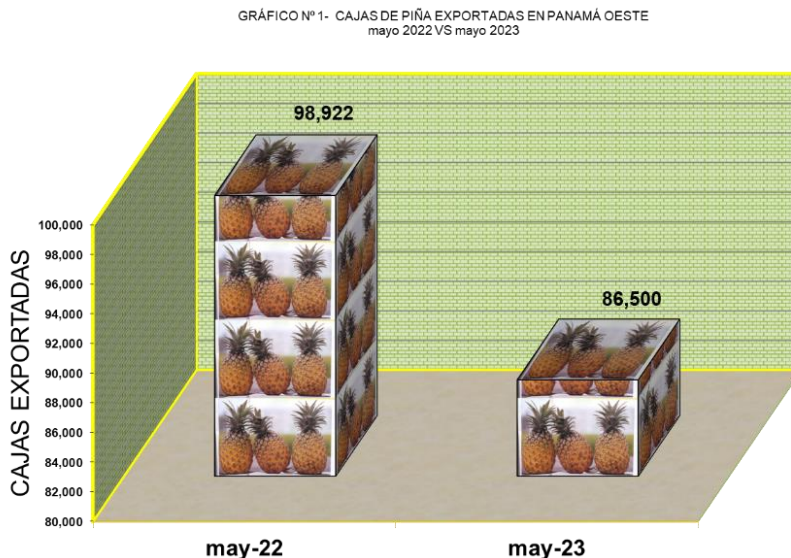 GRÁFICO Nº 1- CAJAS DE PIÑA EXPORTADAS EN PANAMÁ OESTE
mayo 2022 VS mayo 2023
98,922
86,500
CAJAS EXPORTADAS
100,000
98,000
96,000
94,000
92,000
90,000
88,000
86,000
84,000
82,000
80,000
may-22
may-23